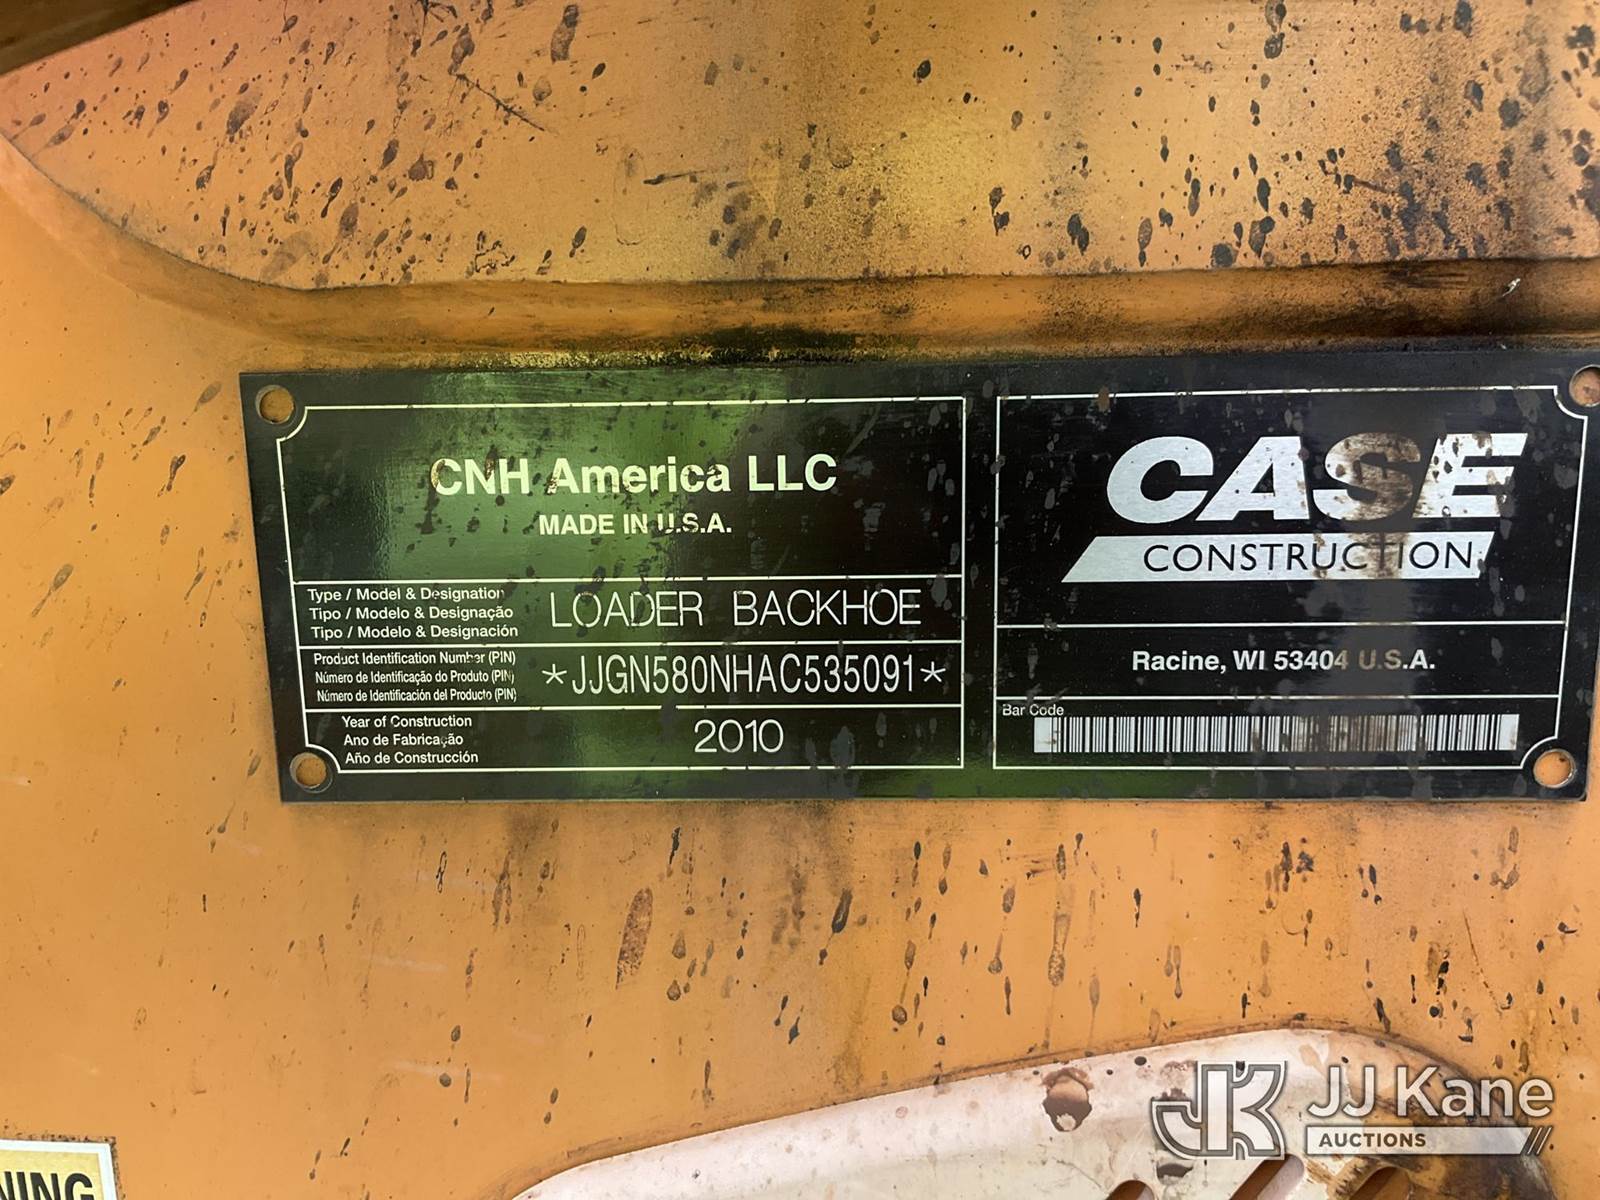 CNH America LLC
MADE IN U.S.A.
Type / Model & Designation
Tipo / Modelo & Designação
Tipo / Modelo & Designación
LOADER BACKHOE
Product Identification Number (PIN)
Número de Identificação do Produto (PIN)
Número de Identificación del Producto (PIN)
*JJGN580NHAC535091*
Year of Construction
Ano de Fabricação
Año de Construcción
2010
CASE
CONSTRUCTION
Racine, WI 53404 U.S.A.
Bar Code
NING
JK JJ Kane
AUCTIONS